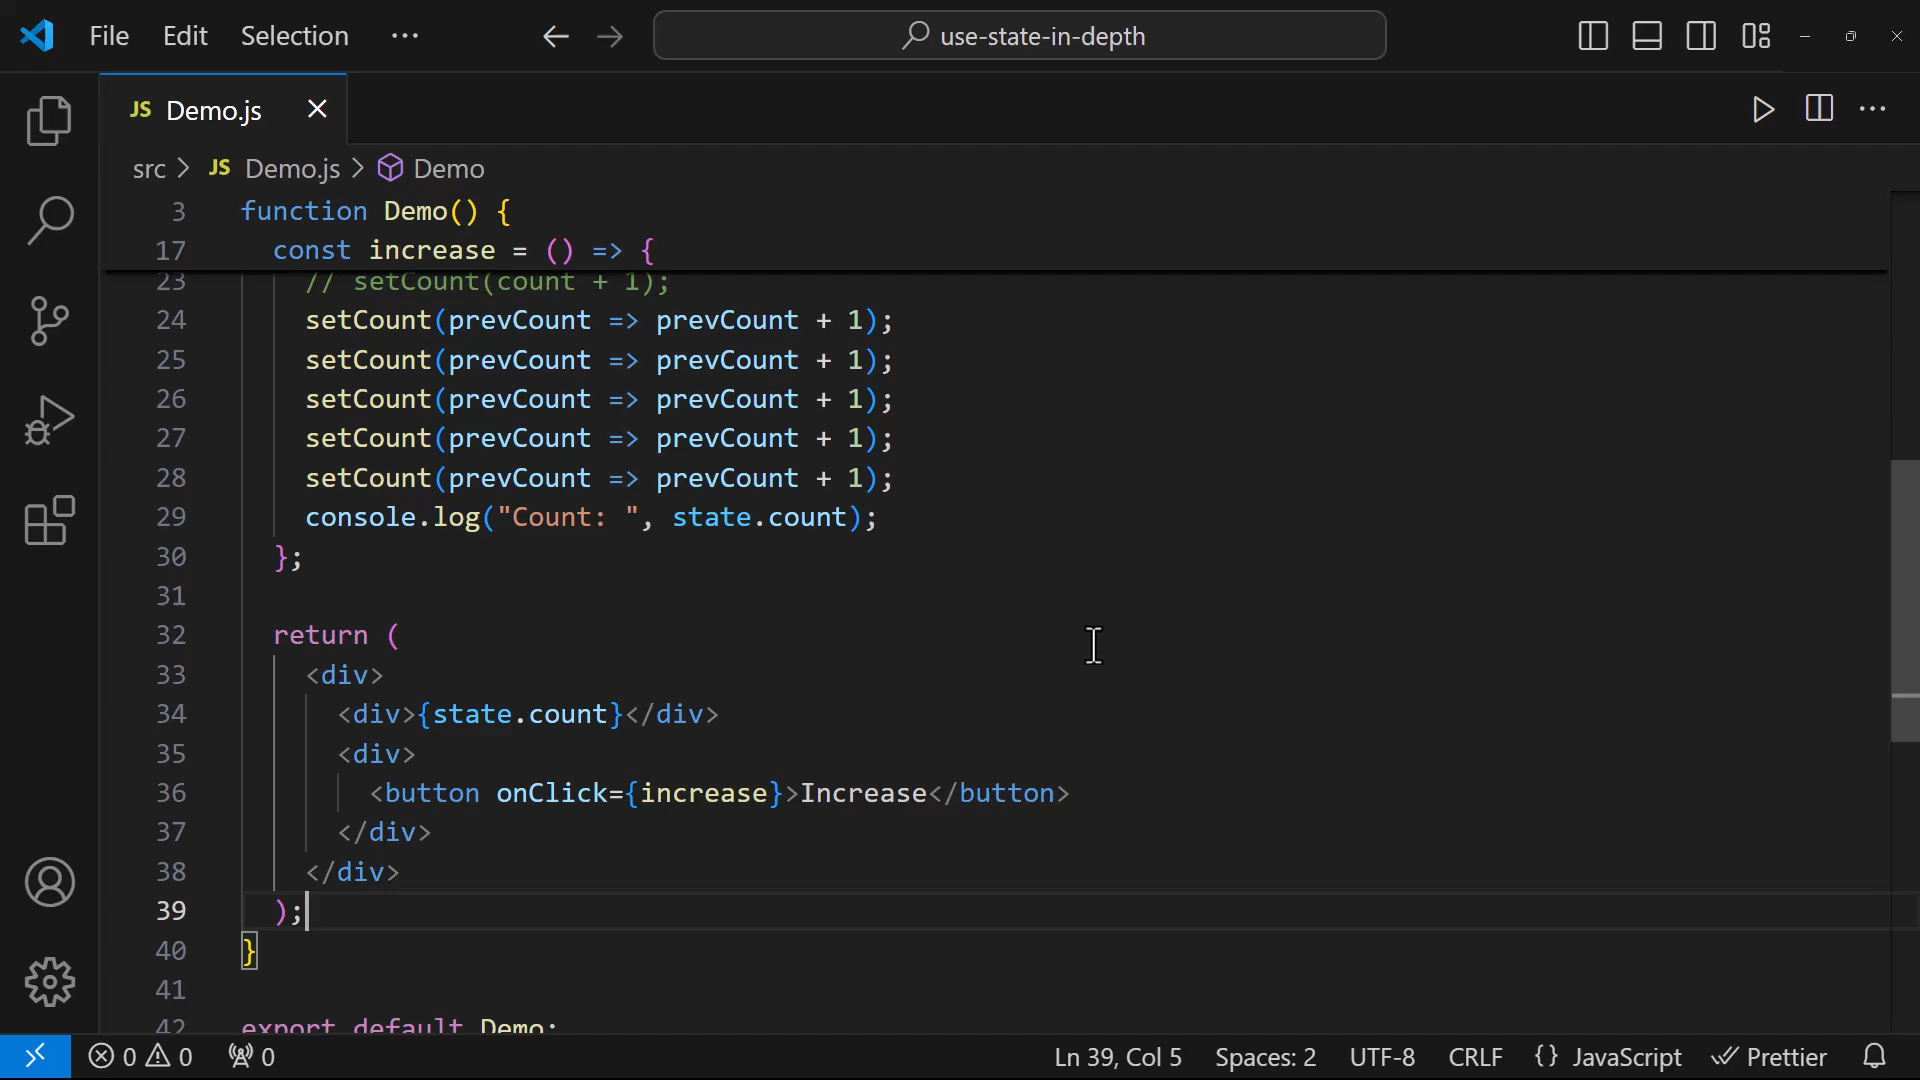 File Edit Selection ··· use-state-in-depth
JS Demo.js
src > JS Demo.js > Demo
3 function Demo() {
17 const increase = () => {
23 // setCount(count + 1);
24 setCount(prevCount => prevCount + 1);
25 setCount(prevCount => prevCount + 1);
26 setCount(prevCount => prevCount + 1);
27 setCount(prevCount => prevCount + 1);
28 setCount(prevCount => prevCount + 1);
29 console.log("Count: ", state.count);
30 };
31
32 return (
33 <div>
34 <div>{state.count}</div>
35 <div>
36 <button onClick={increase}>Increase</button>
37 </div>
38 </div>
39 );
40 }
41
42 export default Demo;
0 0 0 Ln 39, Col 5 Spaces: 2 UTF-8 CRLF {} JavaScript Prettier